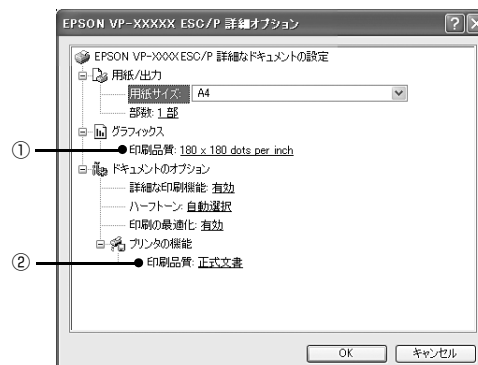 EPSON VP-XXXXX ESC/P 詳細オプション
EPSON VP-XXXX ESC/P 詳細なドキュメントの設定
用紙/出力
用紙サイズ: A4
部数: 1 部
グラフィックス
① 印刷品質: 180 x 180 dots per inch
ドキュメントのオプション
詳細な印刷機能: 有効
ハーフトーン: 自動選択
印刷の最適化: 有効
プリンタの機能
② 印刷品質: 正式文書
OK キャンセル